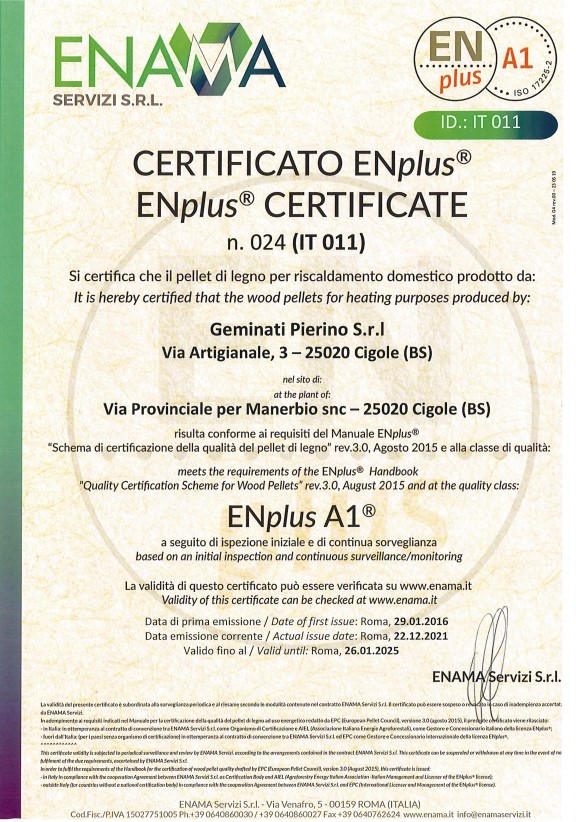 ENAMA
SERVIZI S.R.L.
EN
plus
A1
ISO 17225-2
ID.: IT 011
Mod. G4 rev.00 – 23 05 19
CERTIFICATO ENplus®
ENplus® CERTIFICATE
n. 024 (IT 011)
Si certifica che il pellet di legno per riscaldamento domestico prodotto da:
It is hereby certified that the wood pellets for heating purposes produced by:
Geminati Pierino S.r.l
Via Artigianale, 3 – 25020 Cigole (BS)
nel sito di:
at the plant of:
Via Provinciale per Manerbio snc – 25020 Cigole (BS)
risulta conforme ai requisiti del Manuale ENplus®
“Schema di certificazione della qualità del pellet di legno” rev.3.0, Agosto 2015 e alla classe di qualità:
meets the requirements of the ENplus® Handbook
"Quality Certification Scheme for Wood Pellets" rev.3.0, August 2015 and at the quality class:
ENplus A1®
a seguito di ispezione iniziale e di continua sorveglianza
based on an initial inspection and continuous surveillance/monitoring
La validità di questo certificato può essere verificata su www.enama.it
Validity of this certificate can be checked at www.enama.it
Data di prima emissione / Date of first issue: Roma, 29.01.2016
Data emissione corrente / Actual issue date: Roma, 22.12.2021
Valido fino al / Valid until: Roma, 26.01.2025
ENAMA Servizi S.r.l.
La validità del presente certificato è subordinata alla sorveglianza periodica e al riesame secondo le modalità contenute nel contratto ENAMA Servizi S.r.l. Il certificato può essere sospeso o revocato in caso di inadempienza accertat
da ENAMA Servizi.
In adempimento ai requisiti indicati nel Manuale per la certificazione della qualità del pellet di legno ad uso energetico redatto da EPC (European Pellet Council), versione 3.0 (agosto 2015), il presente certificato viene rilasciato:
- in Italia: in ottemperanza al contratto di convenzione tra ENAMA Servizi S.r.l. come Organismo di Certificazione e AIEL (Associazione Italiana Energie Agroforestali), come Gestore e Concessionario in Italia della licenza ENplus®;
- fuori dall'Italia: (per i paesi senza organismo di certificazione) in ottemperanza al contratto di convenzione tra ENAMA Servizi S.r.l. ed EPC come Gestore e Concessionario internazionale della licenza ENplus®.
This certificate validity is subjected to periodical surveillance and review by ENAMA Servizi, according to the arrangements contained in the contract ENAMA Servizi S.r.l. This certificate can be suspended or withdrawn at any time in the event of no
fulfilment of the due requirements, ascertained by ENAMA Servizi S.r.l.
In order to fulfil the requirements of the Handbook for the certification of wood pellet quality drafted by EPC (European Pellet Council), version 3.0 (August 2015), this certificate is issued:
- in Italy in compliance with the cooperation Agreement between ENAMA Servizi S.r.l. as Certification Body and AIEL (Agroforestry Energy Italian Association - Italian Management and Licensor of the ENplus® license);
- outside Italy (for countries without a national certification body) in compliance with the cooperation Agreement between ENAMA Servizi S.r.l. and EPC (International Licensor and Management of the ENplus® license).
ENAMA Servizi S.r.l. - Via Venafro, 5 - 00159 ROMA (ITALIA)
Cod.Fisc./P.IVA 15027751005 Ph.+39 0640860030 / +39 0640860027 Fax +39 0640762624 www.enama.it info@enamaservizi.it